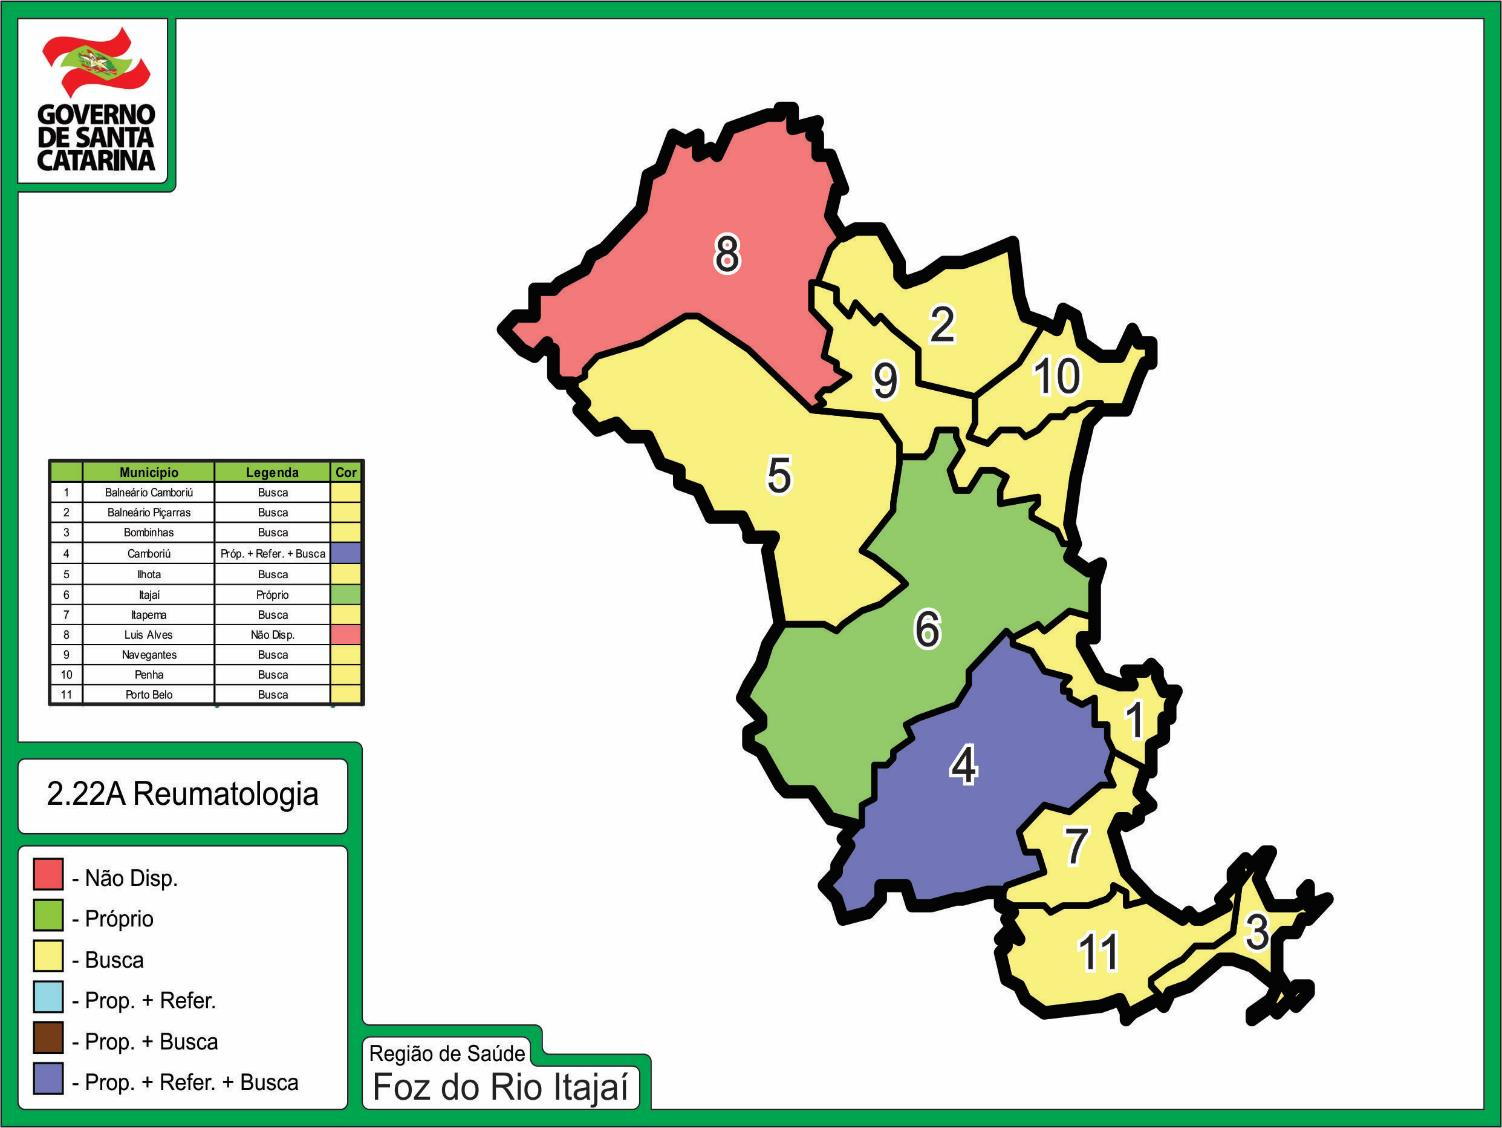 GOVERNO
DE SANTA
CATARINA
8
2
10
9
5
6
1
4
7
3
11
Município Legenda Cor
1 Balneário Camboriú Busca
2 Balneário Piçarras Busca
3 Bombinhas Busca
4 Camboriú Próp. + Refer. + Busca
5 Ilhota Busca
6 Itajaí Próprio
7 Itapema Busca
8 Luis Alves Não Disp.
9 Navegantes Busca
10 Penha Busca
11 Porto Belo Busca
2.22A Reumatologia
- Não Disp.
- Próprio
- Busca
- Prop. + Refer.
- Prop. + Busca
- Prop. + Refer. + Busca
Região de Saúde
Foz do Rio Itajaí